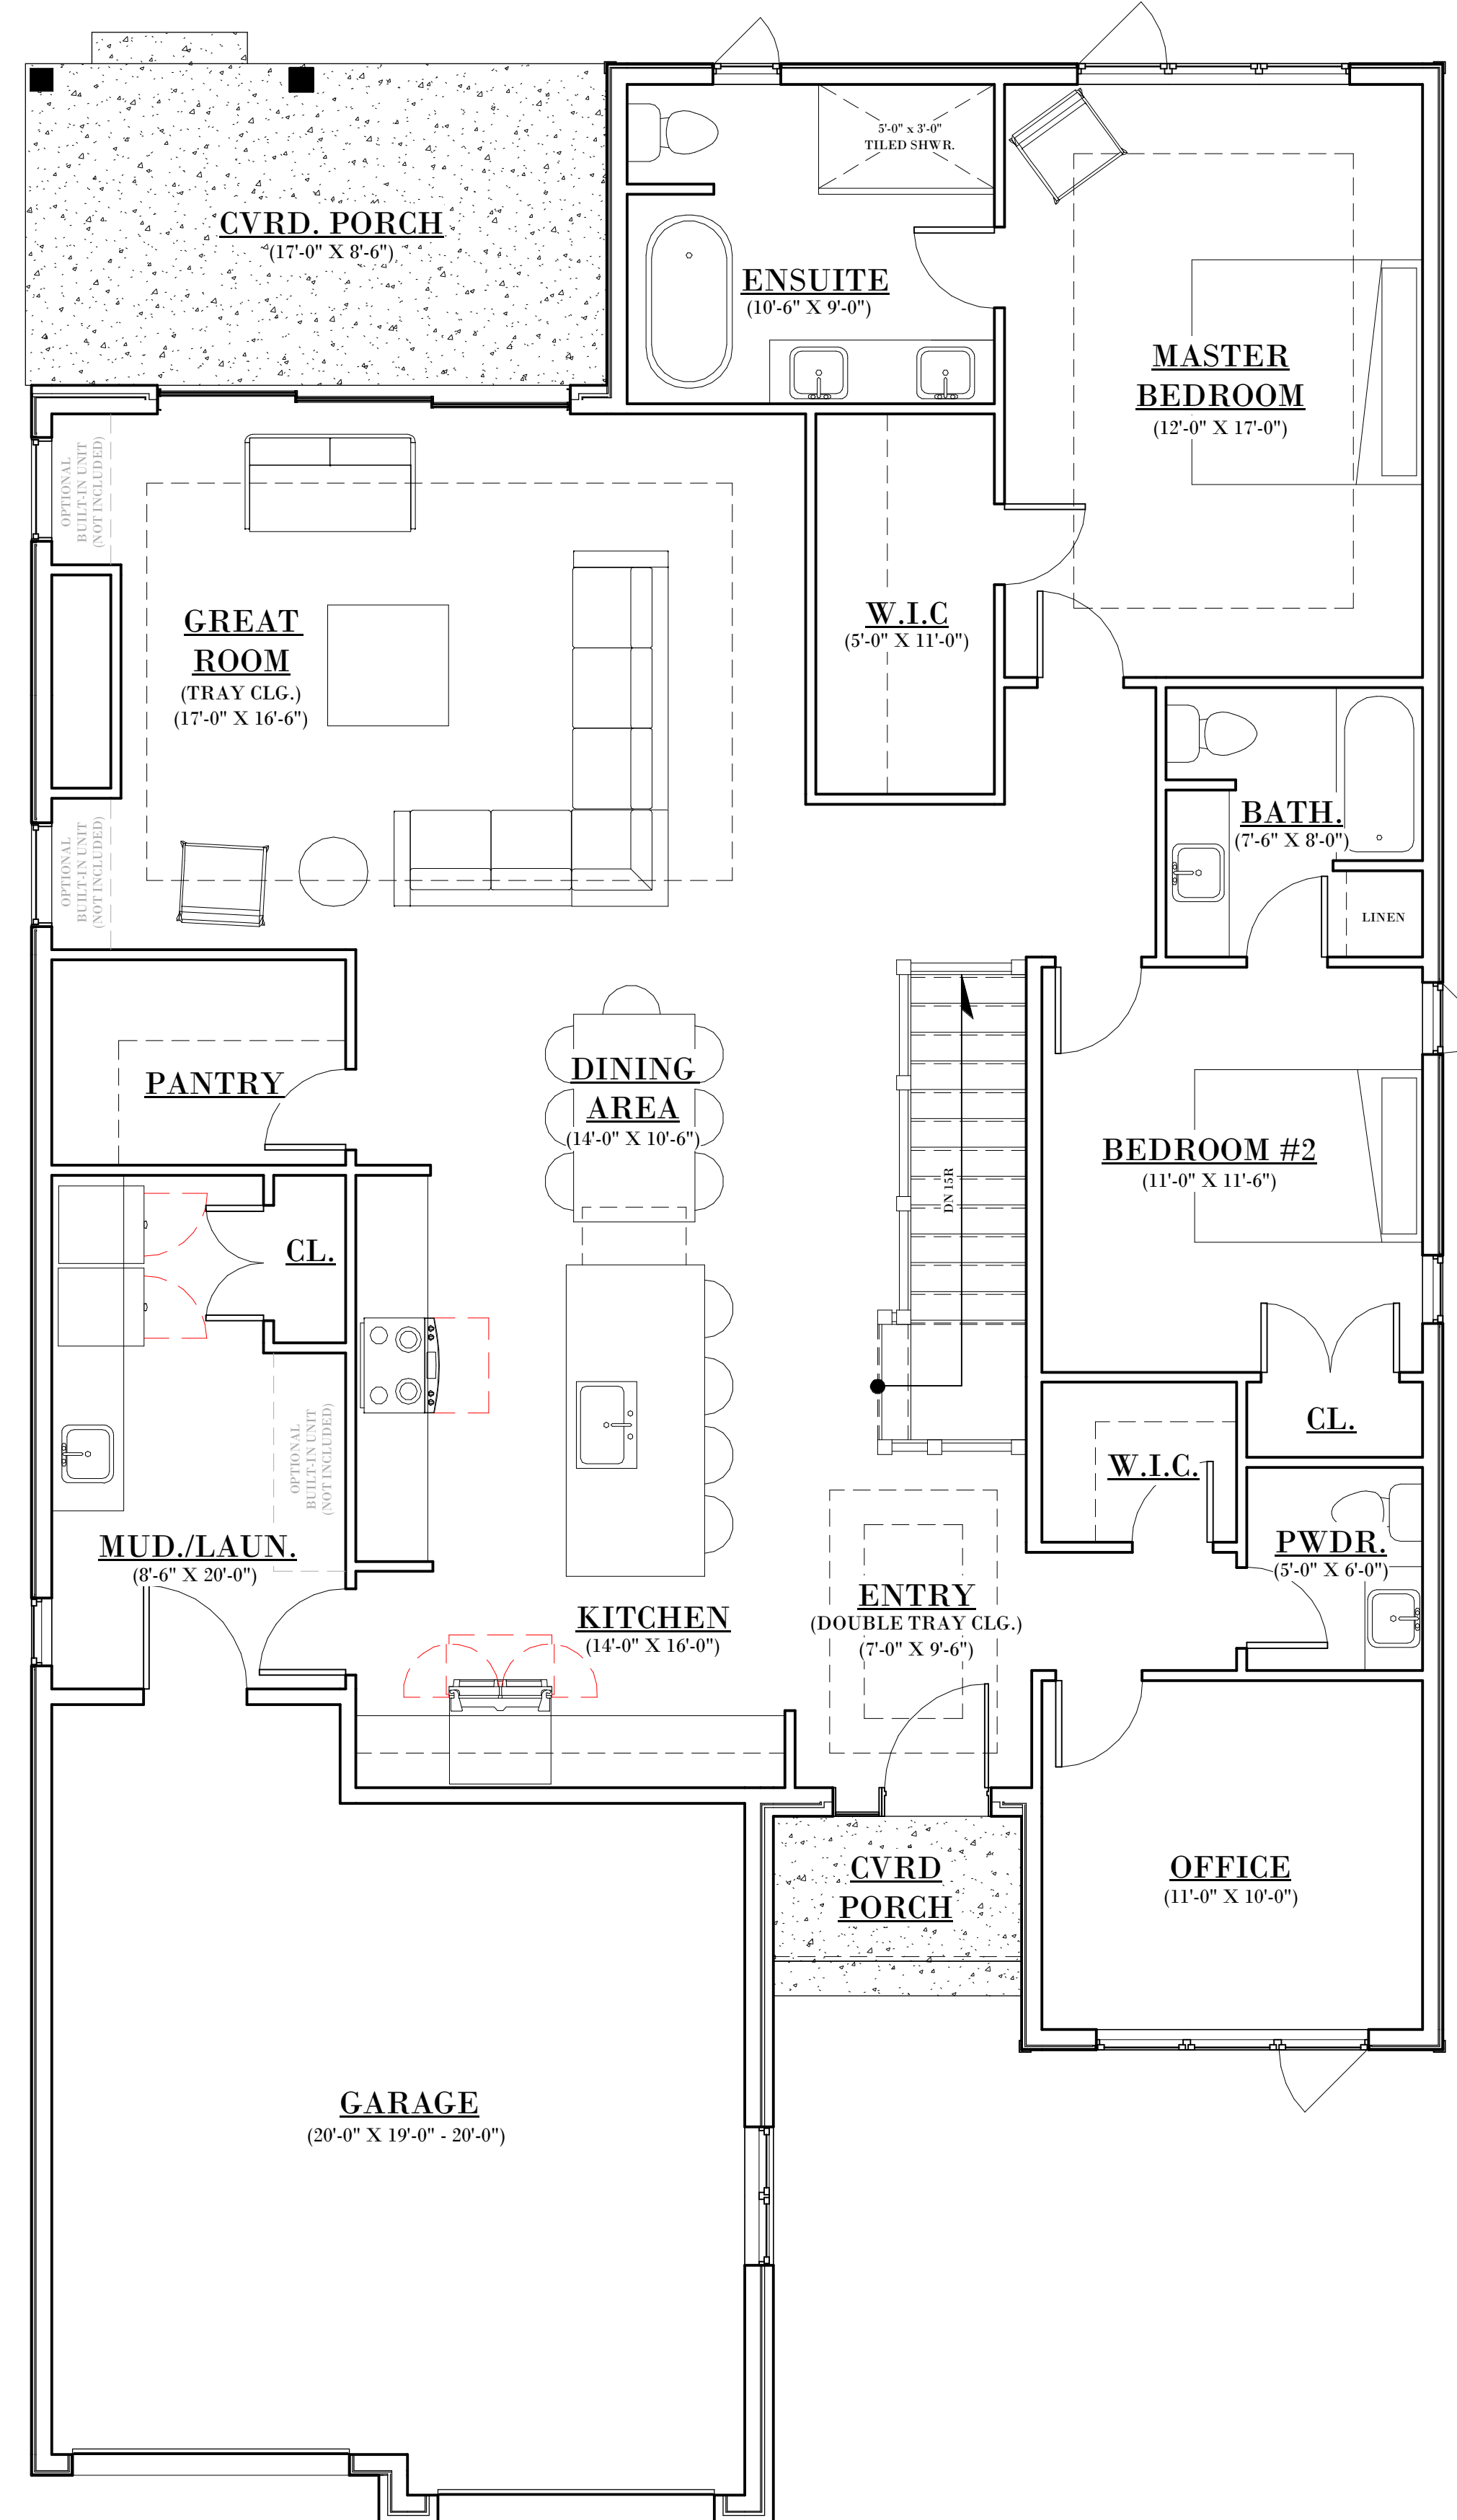 5'-0" x 3'-0"
TILED SHWR.
CVRD. PORCH
(17'-0" X 8'-6")
ENSUITE
(10'-6" X 9'-0")
MASTER
BEDROOM
(12'-0" X 17'-0")
OPTIONAL
BUILT-IN UNIT
(NOT INCLUDED)
GREAT
ROOM
(TRAY CLG.)
(17'-0" X 16'-6")
W.I.C
(5'-0" X 11'-0")
OPTIONAL
BUILT-IN UNIT
(NOT INCLUDED)
BATH.
(7'-6" X 8'-0")
LINEN
PANTRY
DINING
AREA
(14'-0" X 10'-6")
DN 15R
BEDROOM #2
(11'-0" X 11'-6")
CL.
OPTIONAL
BUILT-IN UNIT
(NOT INCLUDED)
CL.
W.I.C.
MUD./LAUN.
(8'-6" X 20'-0")
PWDR.
(5'-0" X 6'-0")
KITCHEN
(14'-0" X 16'-0")
ENTRY
(DOUBLE TRAY CLG.)
(7'-0" X 9'-6")
CVRD
PORCH
OFFICE
(11'-0" X 10'-0")
GARAGE
(20'-0" X 19'-0" - 20'-0")